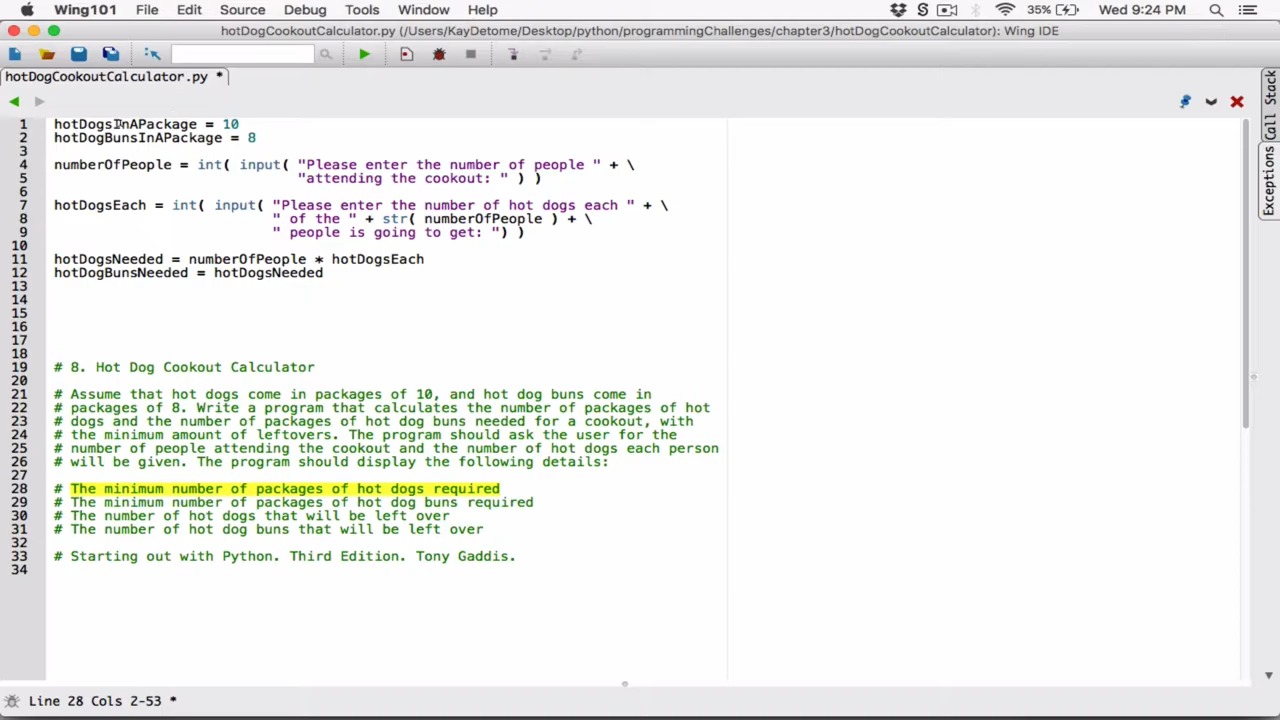 Wing101 File Edit Source Debug Tools Window Help 35% Wed 9:24 PM
hotDogCookoutCalculator.py (/Users/KayDetome/Desktop/python/programmingChallenges/chapter3/hotDogCookoutCalculator): Wing IDE
hotDogCookoutCalculator.py *
1 hotDogsInAPackage = 10
2 hotDogBunsInAPackage = 8
3
4 numberOfPeople = int( input( "Please enter the number of people " + \
5 "attending the cookout: " ) )
6
7 hotDogsEach = int( input( "Please enter the number of hot dogs each " + \
8 " of the " + str( numberOfPeople ) + \
9 " people is going to get: ") )
10
11 hotDogsNeeded = numberOfPeople * hotDogsEach
12 hotDogBunsNeeded = hotDogsNeeded
13
14
15
16
17
18
19 # 8. Hot Dog Cookout Calculator
20
21 # Assume that hot dogs come in packages of 10, and hot dog buns come in
22 # packages of 8. Write a program that calculates the number of packages of hot
23 # dogs and the number of packages of hot dog buns needed for a cookout, with
24 # the minimum amount of leftovers. The program should ask the user for the
25 # number of people attending the cookout and the number of hot dogs each person
26 # will be given. The program should display the following details:
27
28 # The minimum number of packages of hot dogs required
29 # The minimum number of packages of hot dog buns required
30 # The number of hot dogs that will be left over
31 # The number of hot dog buns that will be left over
32
33 # Starting out with Python. Third Edition. Tony Gaddis.
34
Call Stack
Exceptions
Line 28 Cols 2-53 *